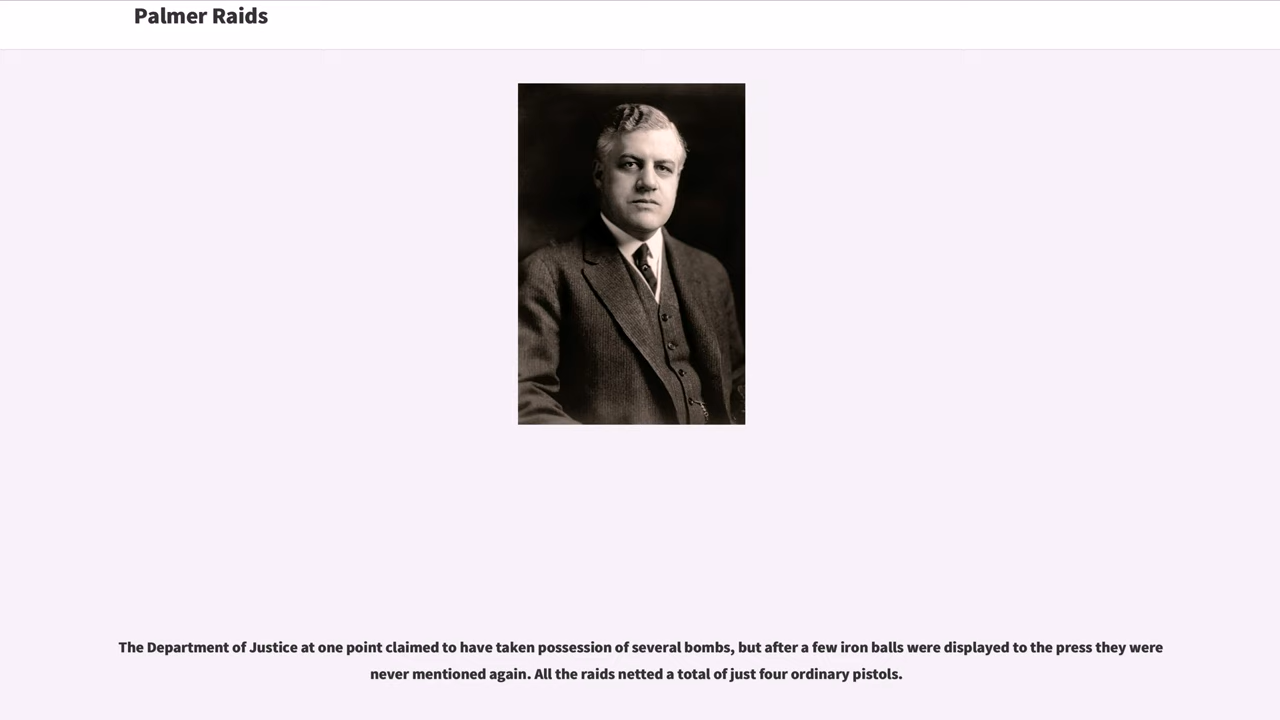 Palmer Raids
The Department of Justice at one point claimed to have taken possession of several bombs, but after a few iron balls were displayed to the press they were
never mentioned again. All the raids netted a total of just four ordinary pistols.